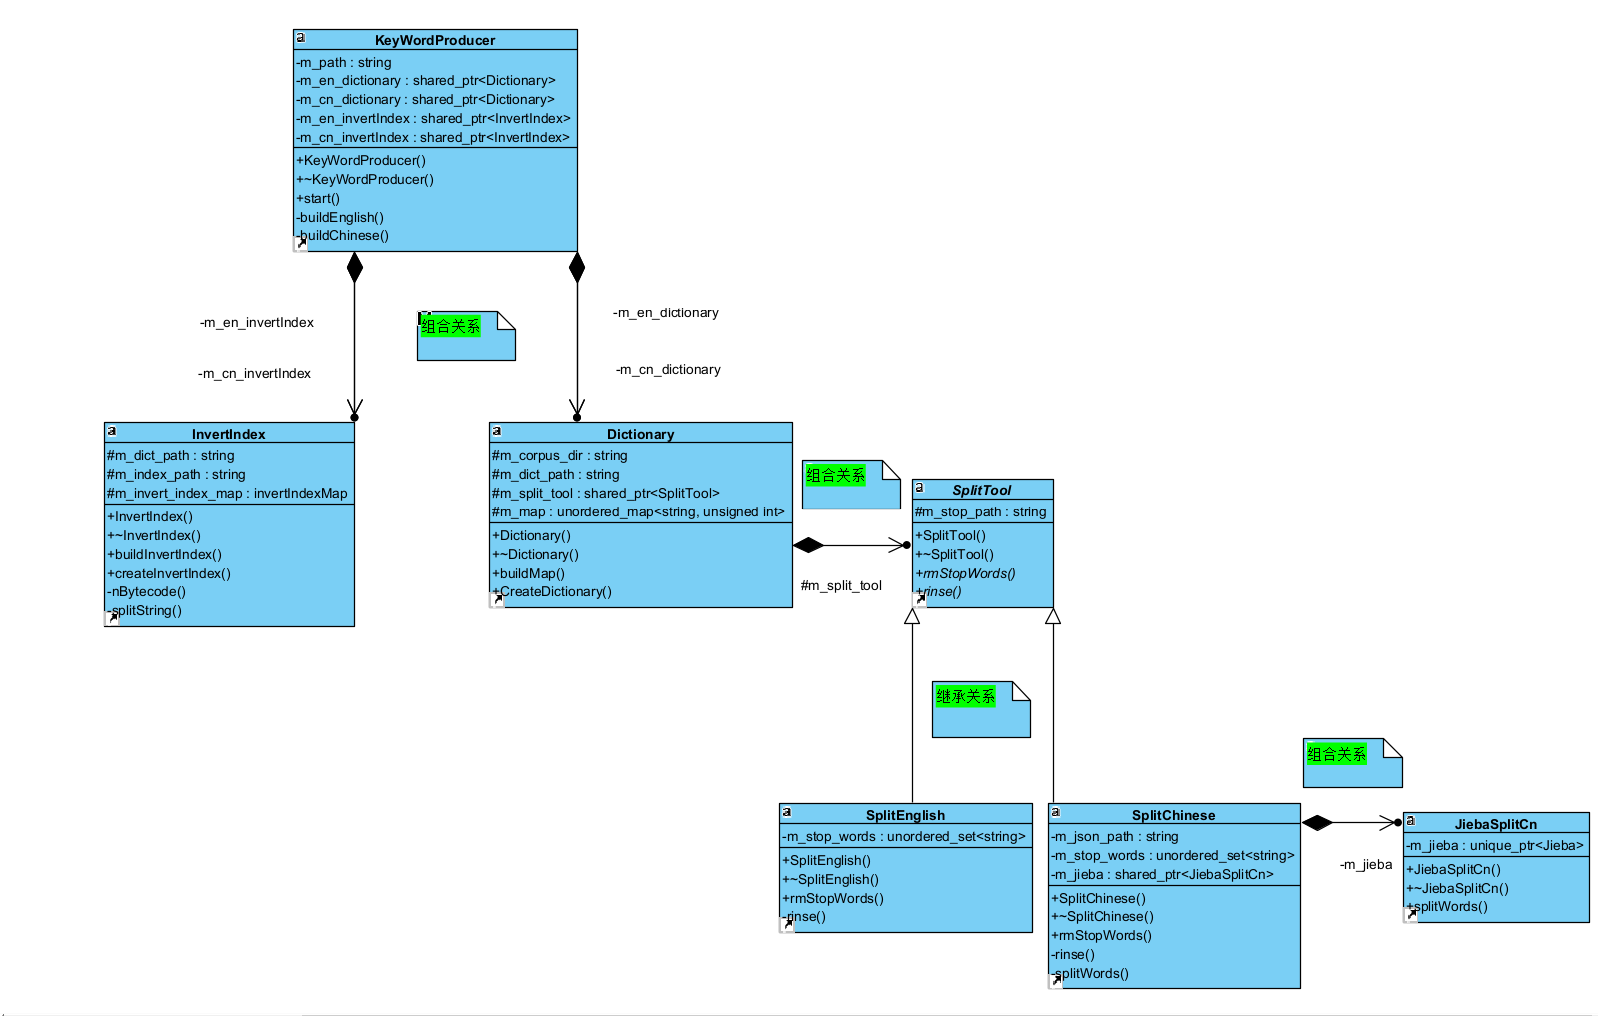 KeyWordProducer
-m_path : string
-m_en_dictionary : shared_ptr<Dictionary>
-m_cn_dictionary : shared_ptr<Dictionary>
-m_en_invertIndex : shared_ptr<InvertIndex>
-m_cn_invertIndex : shared_ptr<InvertIndex>
+KeyWordProducer()
+~KeyWordProducer()
+start()
-buildEnglish()
-buildChinese()
-m_en_invertIndex
-m_cn_invertIndex
组合关系
-m_en_dictionary
-m_cn_dictionary
InvertIndex
#m_dict_path : string
#m_index_path : string
#m_invert_index_map : invertIndexMap
+InvertIndex()
+~InvertIndex()
+buildInvertIndex()
+createInvertIndex()
-nBytecode()
-splitString()
Dictionary
#m_corpus_dir : string
#m_dict_path : string
#m_split_tool : shared_ptr<SplitTool>
#m_map : unordered_map<string, unsigned int>
+Dictionary()
+~Dictionary()
+buildMap()
+CreateDictionary()
组合关系
#m_split_tool
SplitTool
#m_stop_path : string
+SplitTool()
+~SplitTool()
+rmStopWords()
+rinse()
继承关系
SplitEnglish
-m_stop_words : unordered_set<string>
+SplitEnglish()
+~SplitEnglish()
+rmStopWords()
-rinse()
SplitChinese
-m_json_path : string
-m_stop_words : unordered_set<string>
-m_jieba : shared_ptr<JiebaSplitCn>
+SplitChinese()
+~SplitChinese()
+rmStopWords()
-rinse()
-splitWords()
组合关系
-m_jieba
JiebaSplitCn
-m_jieba : unique_ptr<Jieba>
+JiebaSplitCn()
+~JiebaSplitCn()
+splitWords()